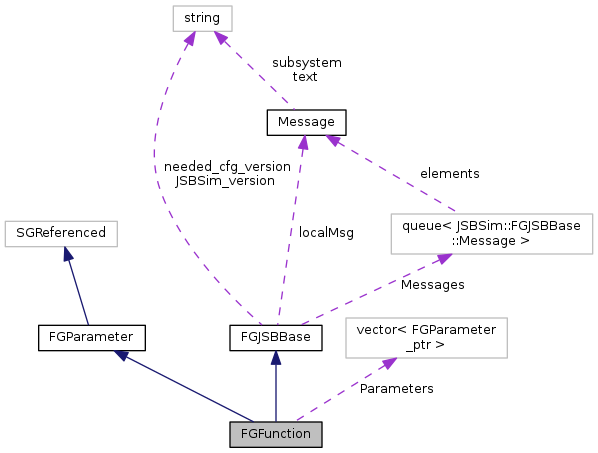 string
subsystem
text
Message
needed_cfg_version
JSBSim_version
elements
SGReferenced
localMsg
queue< JSBSim::FGJSBBase
::Message >
Messages
FGParameter
FGJSBBase
vector< FGParameter
_ptr >
Parameters
FGFunction